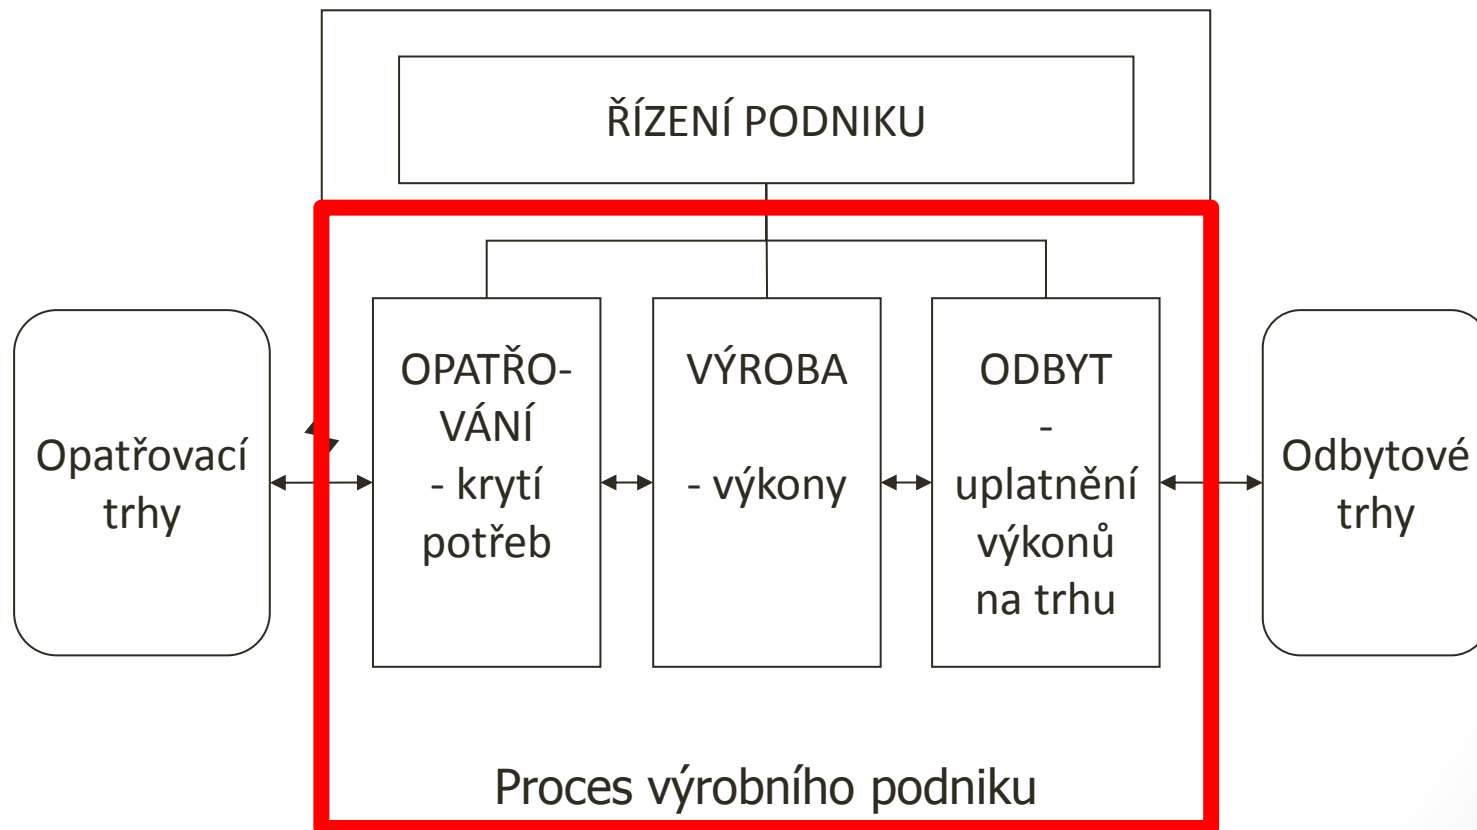 ŘÍZENÍ PODNIKU
Opatřovací
trhy
OPATŘO-
VÁNÍ
- krytí
potřeb
VÝROBA
- výkony
ODBYT
-
uplatnění
výkonů
na trhu
Odbytové
trhy
Proces výrobního podniku